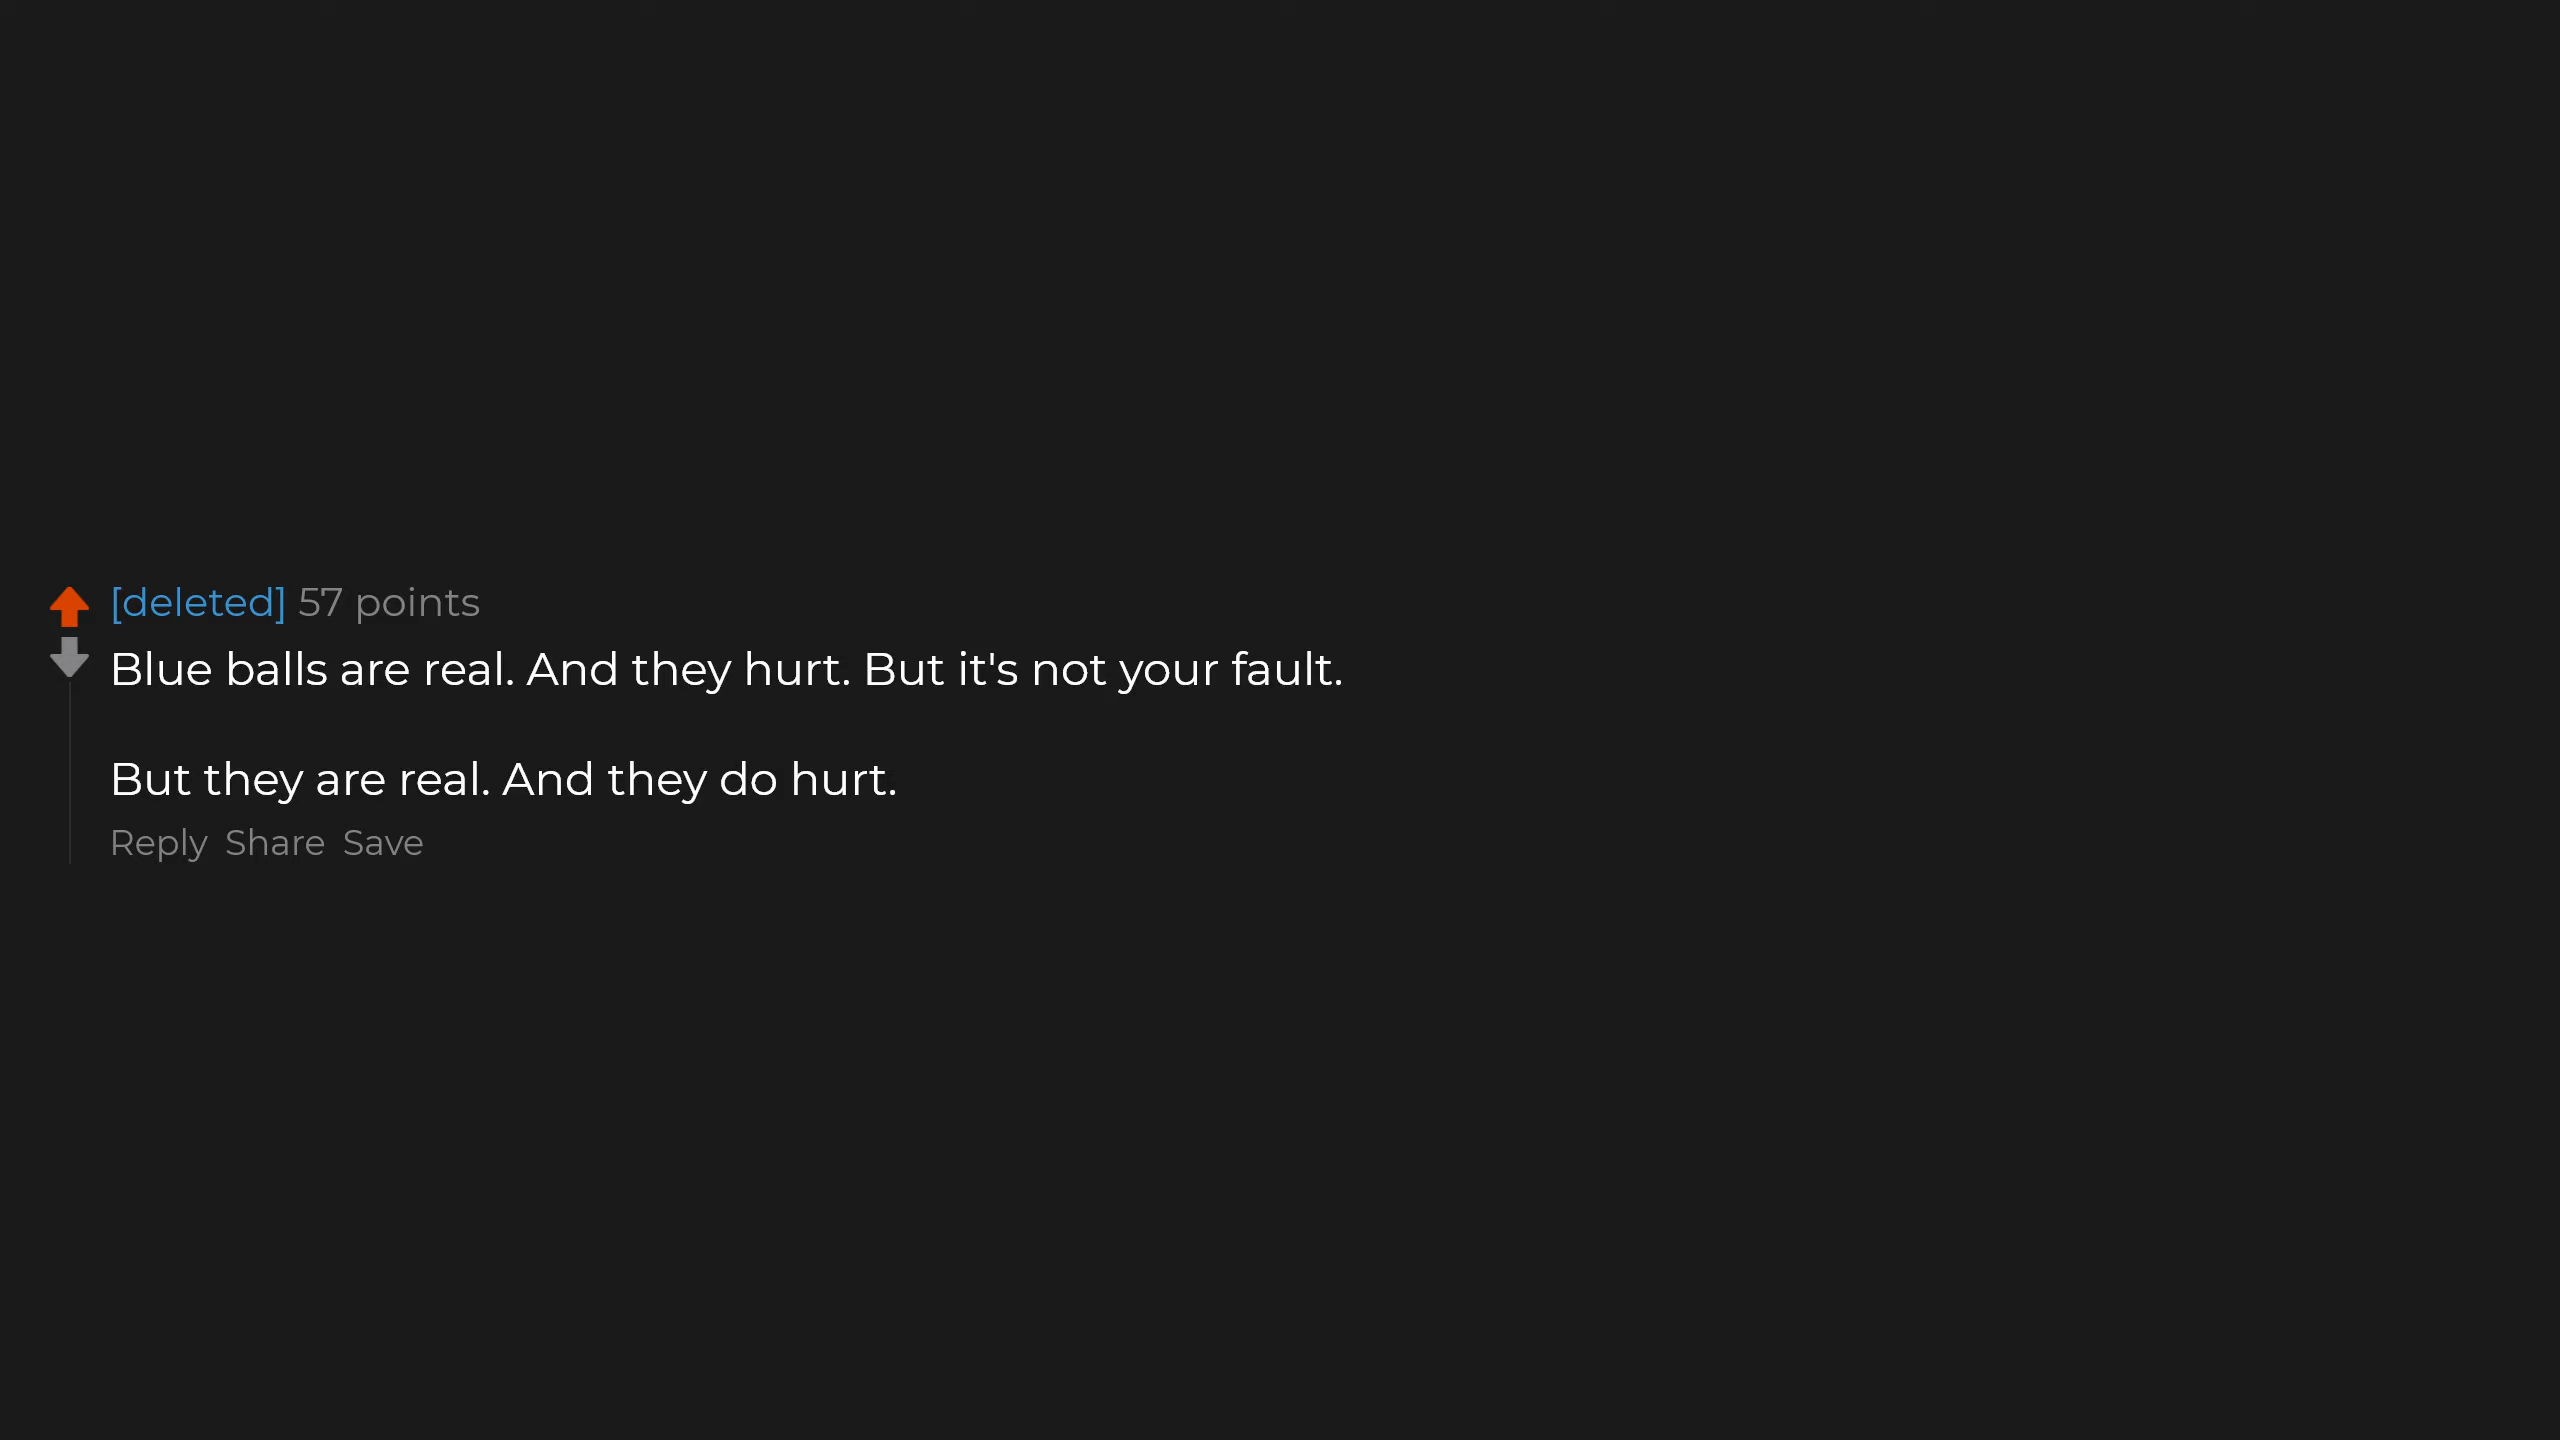 [deleted] 57 points
Blue balls are real. And they hurt. But it's not your fault.
But they are real. And they do hurt.
Reply Share Save